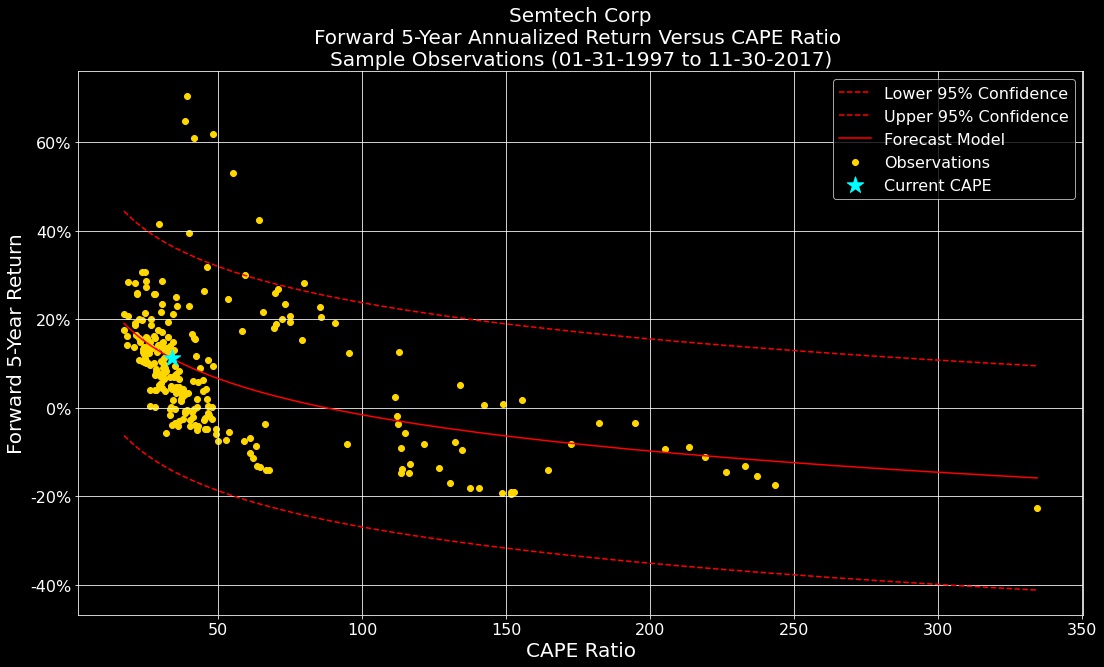 Semtech Corp
Forward 5-Year Annualized Return Versus CAPE Ratio
Sample Observations (01-31-1997 to 11-30-2017)
Lower 95% Confidence
Upper 95% Confidence
Forecast Model
Observations
Current CAPE
Forward 5-Year Return
60%
40%
20%
0%
-20%
-40%
50
100
150
200
250
300
350
CAPE Ratio